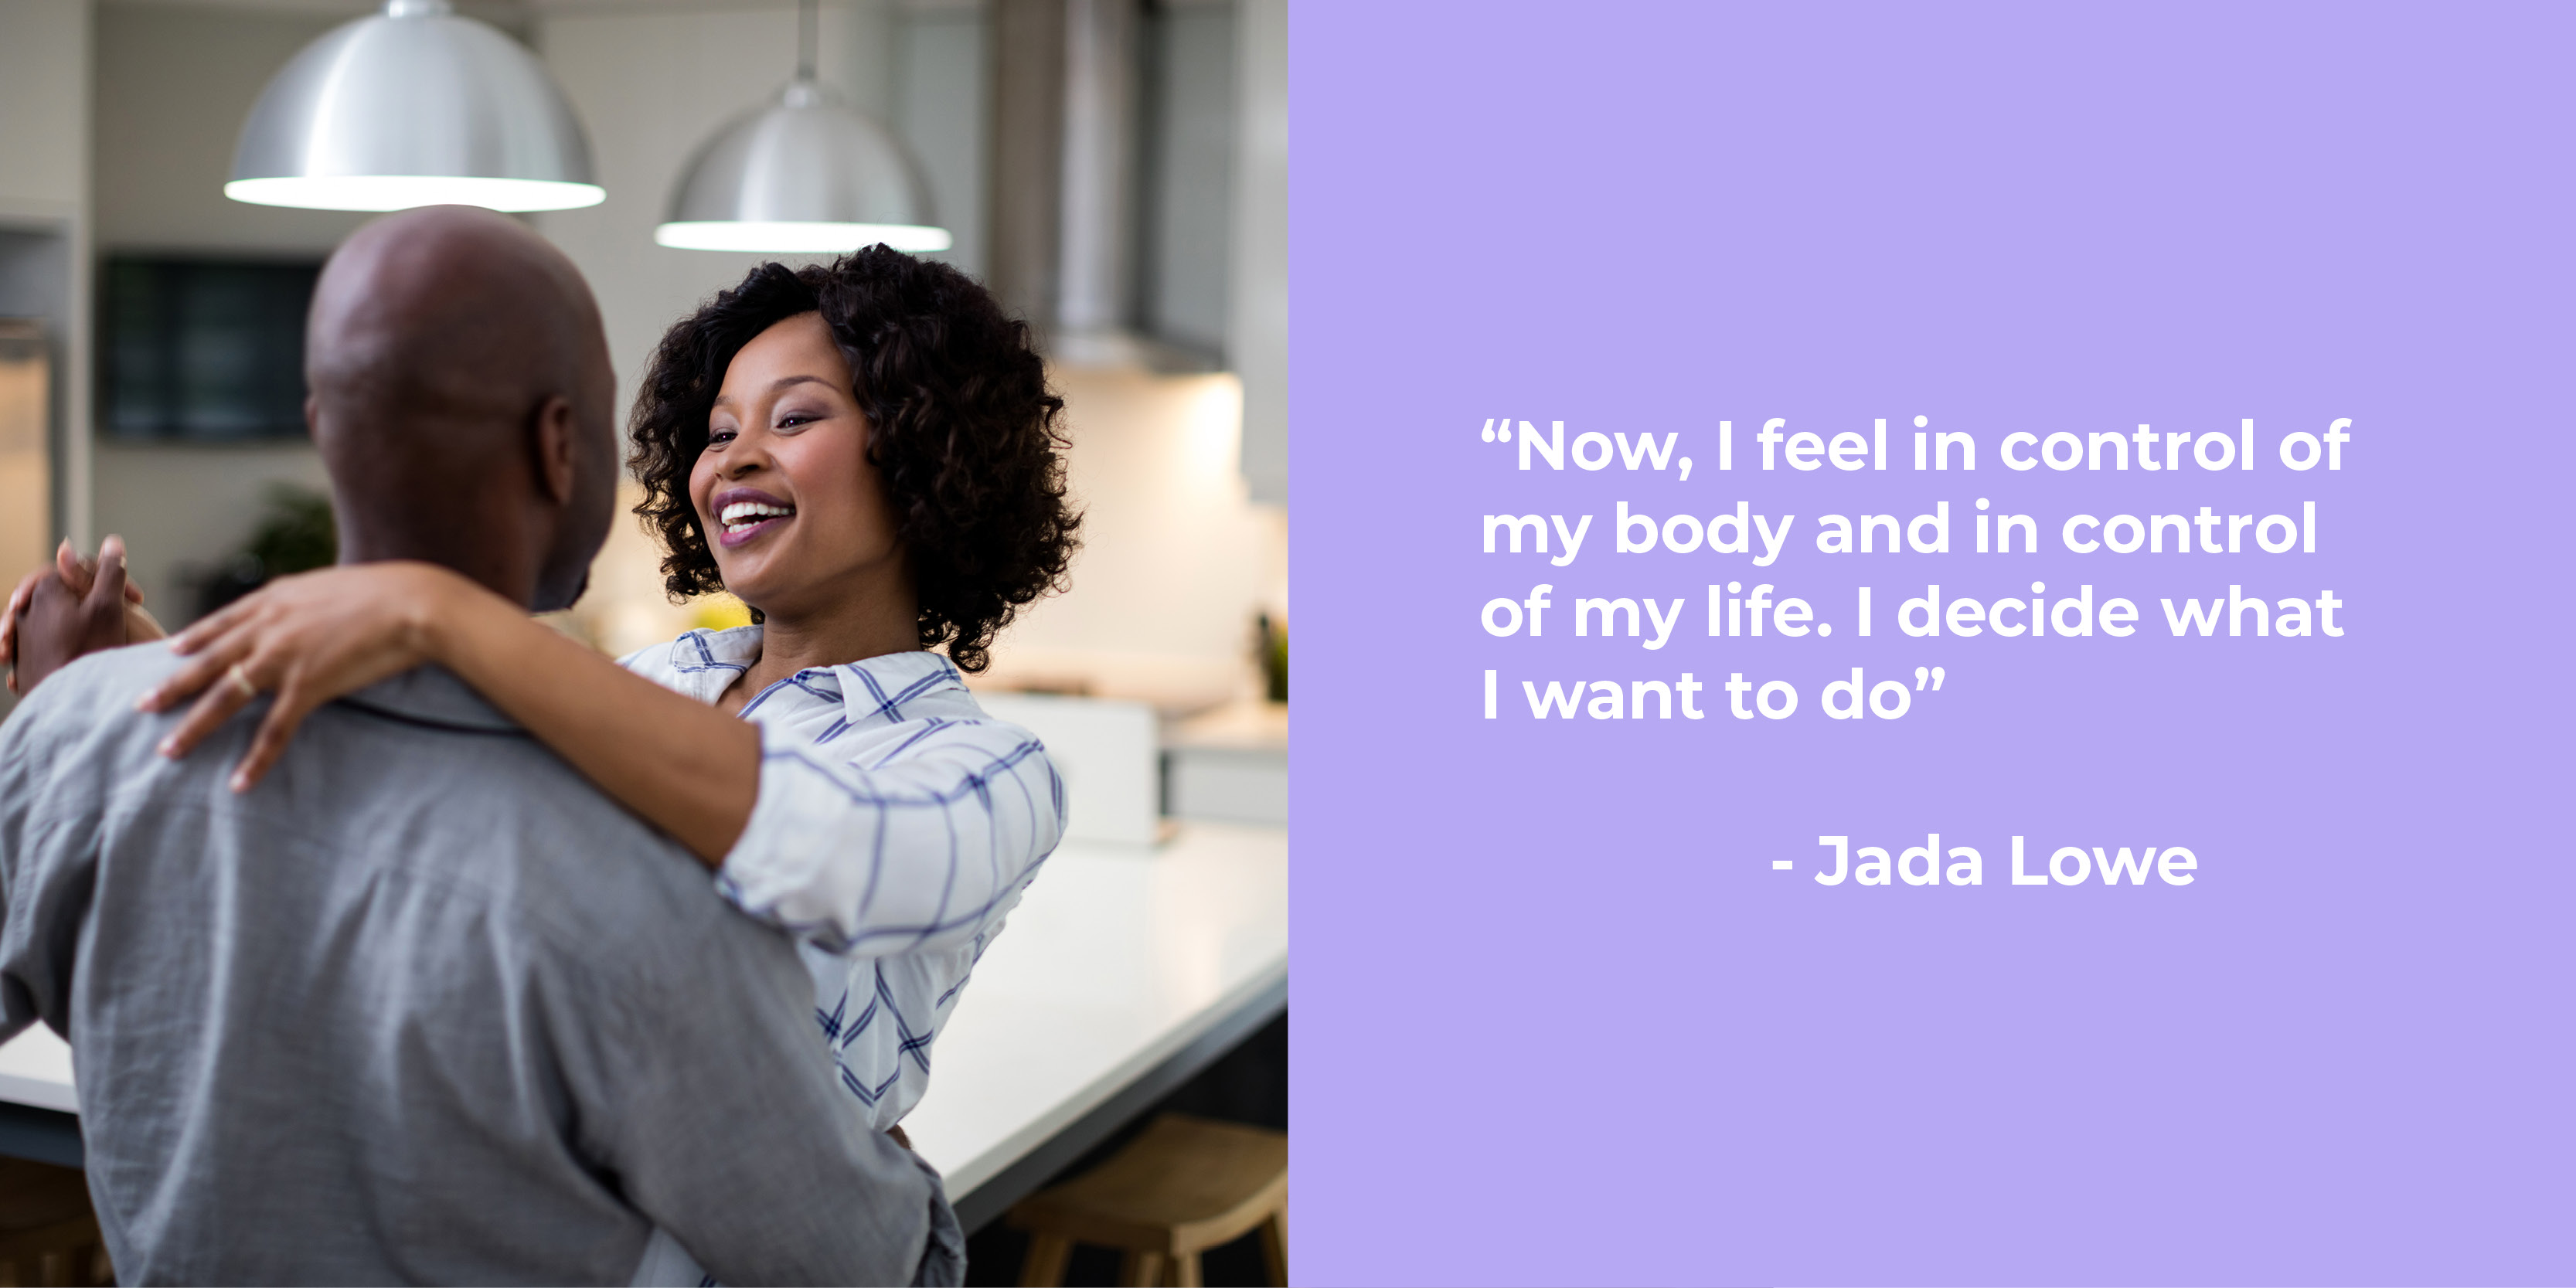 “Now, I feel in control of
my body and in control
of my life. I decide what
I want to do”
- Jada Lowe